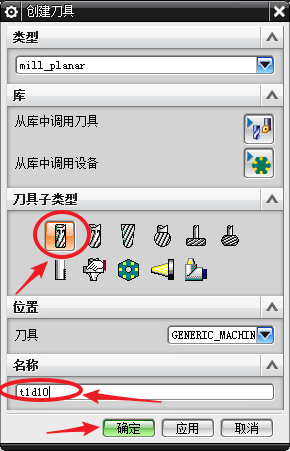 创建刀具
类型
mill_planar
库
从库中调用刀具
从库中调用设备
刀具子类型
位置
刀具
GENERIC_MACHIN
名称
t1d10
确定
应用
取消